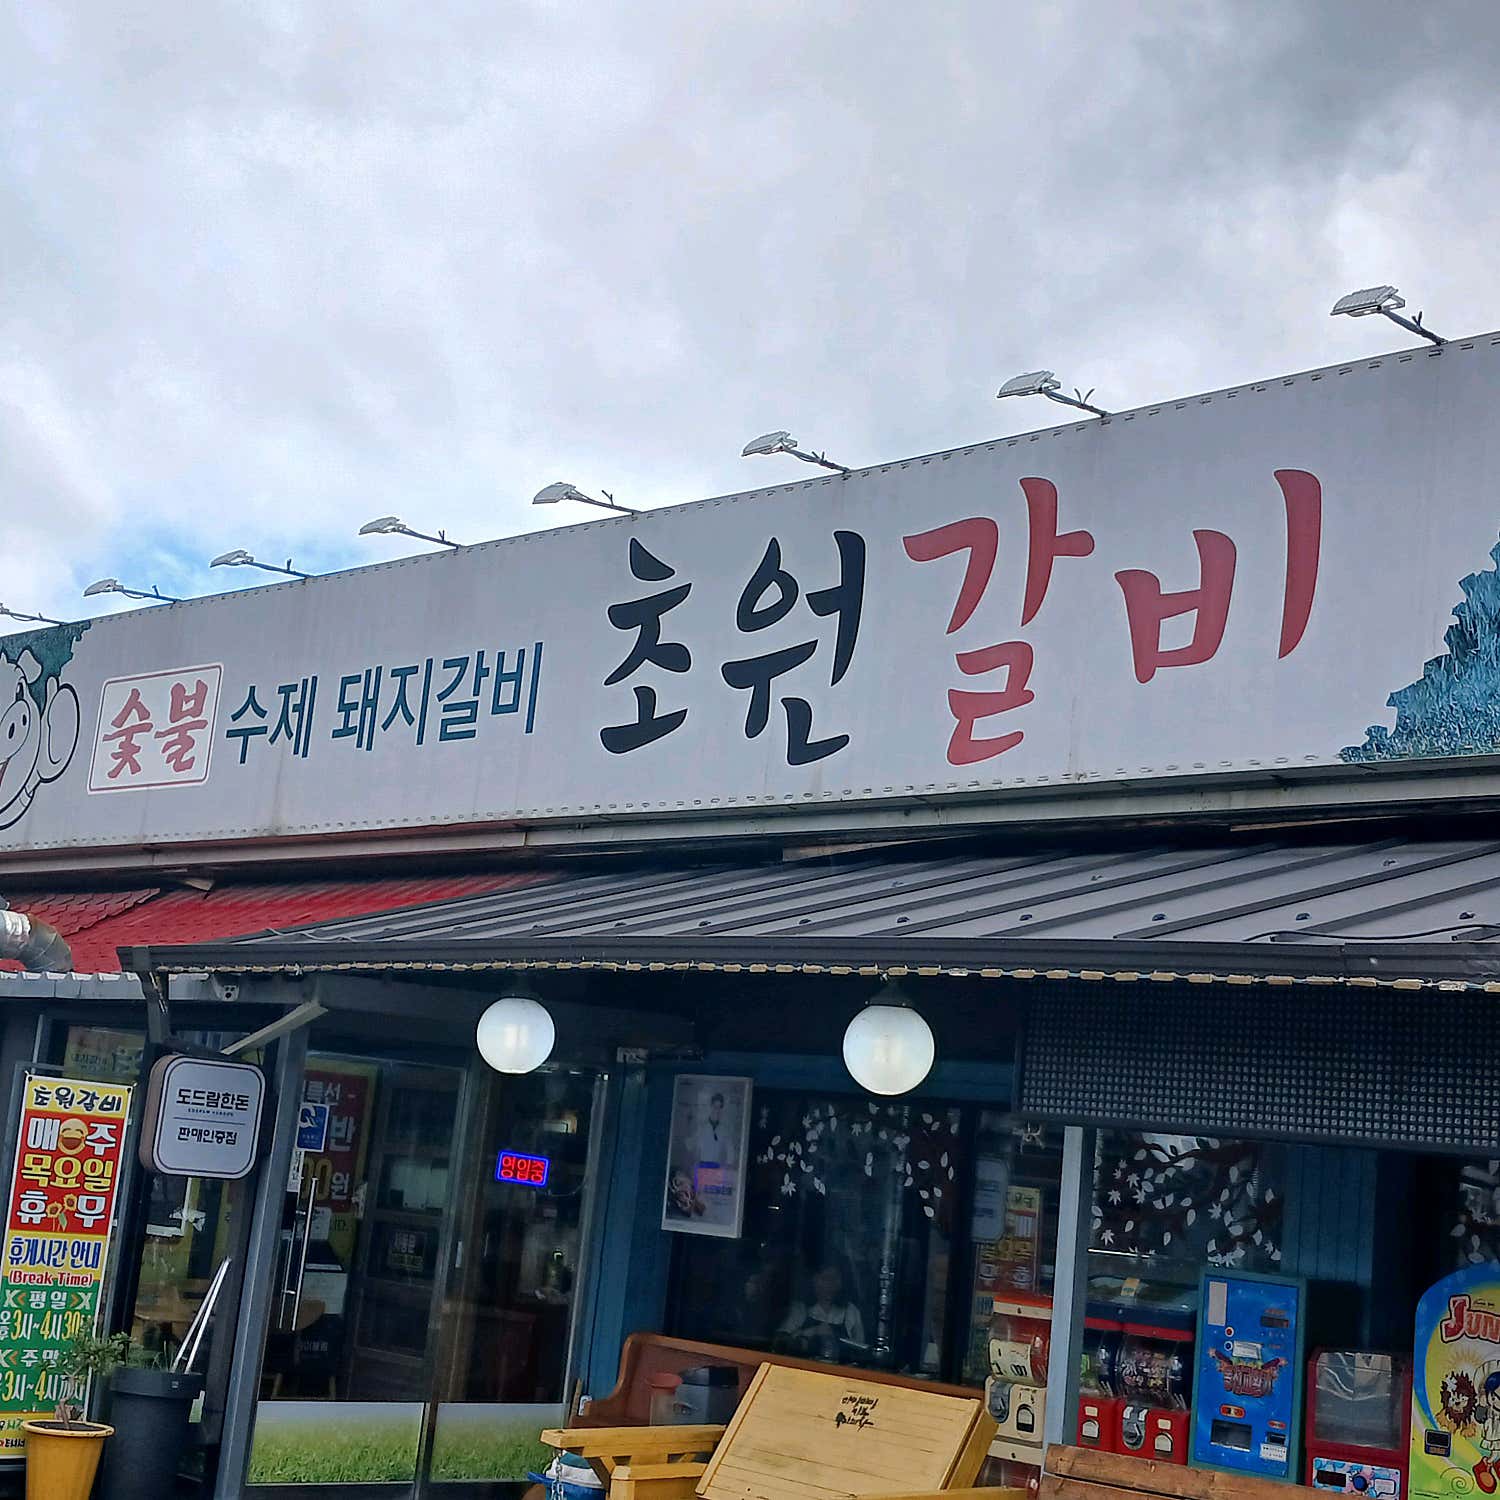 숯불 수제 돼지갈비 초원갈비
도드람한돈
판매인증점
초원갈비
매주
목요일
휴무
휴게시간 안내
(Break Time)
평일
오후 3시~4시30
주말
3시~4시
영업중
JUN